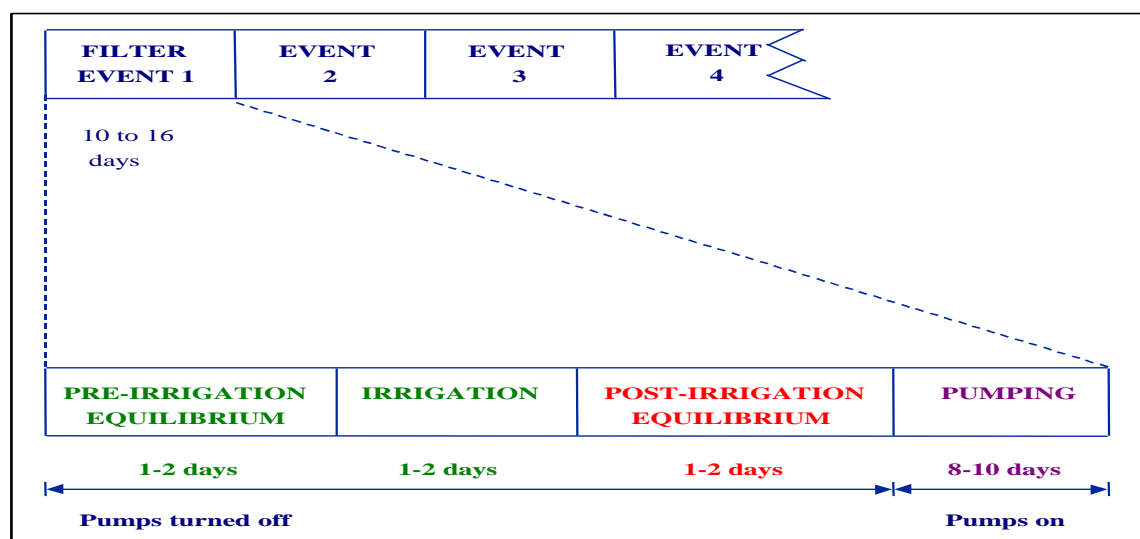 FILTER
EVENT 1
EVENT
2
EVENT
3
EVENT
4
10 to 16
days
PRE-IRRIGATION
EQUILIBRIUM
IRRIGATION
POST-IRRIGATION
EQUILIBRIUM
PUMPING
1-2 days
1-2 days
1-2 days
8-10 days
Pumps turned off
Pumps on